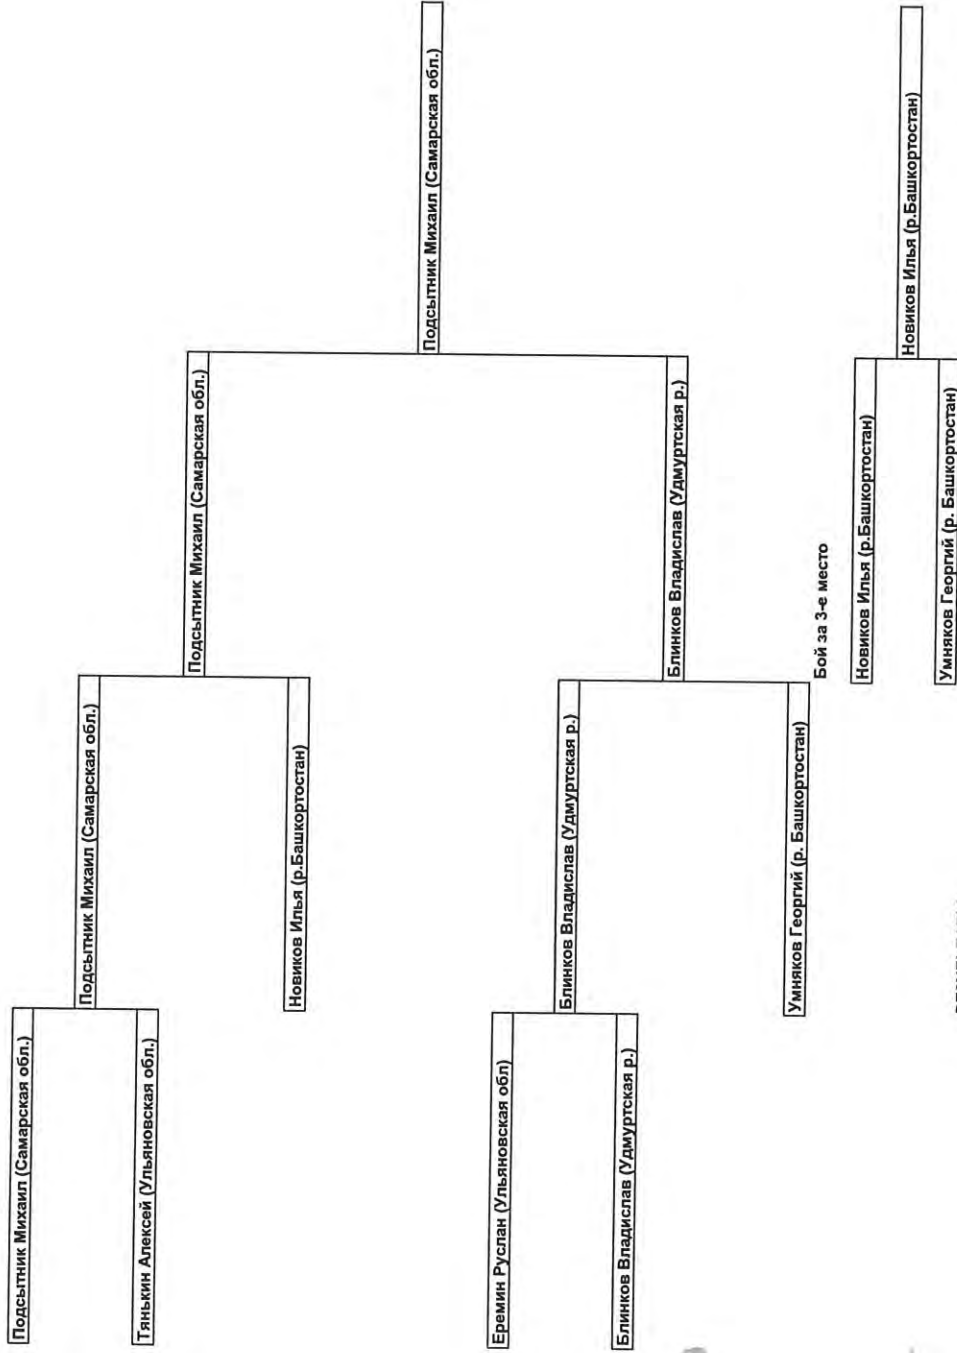 Подсытник Михаил (Самарская обл.)
Тянькин Алексей (Ульяновская обл.)
Подсытник Михаил (Самарская обл.)
Новиков Илья (р.Башкортостан)
Подсытник Михаил (Самарская обл.)
Еремин Руслан (Ульяновская обл)
Блинков Владислав (Удмуртская р.)
Блинков Владислав (Удмуртская р.)
Умняков Георгий (р. Башкортостан)
Блинков Владислав (Удмуртская р.)
Подсытник Михаил (Самарская обл.)
Бой за 3-е место
Новиков Илья (р.Башкортостан)
Умняков Георгий (р. Башкортостан)
Новиков Илья (р.Башкортостан)